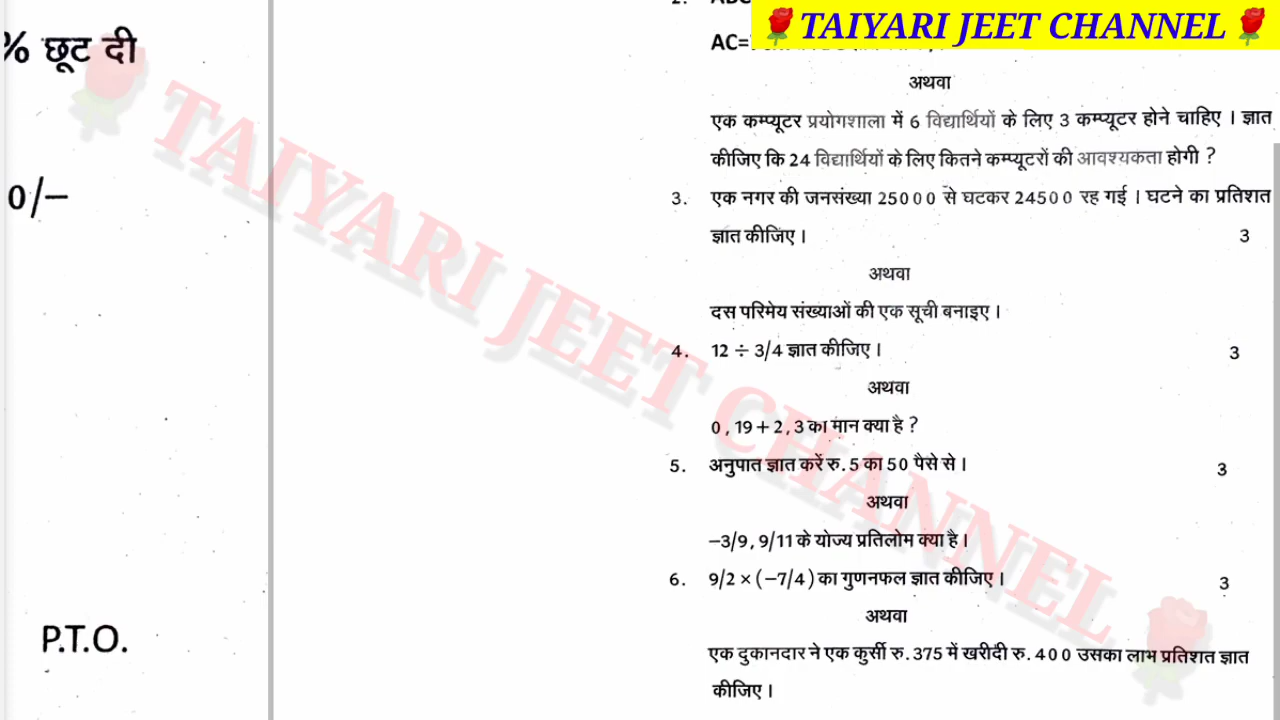 % छूट दी
0/–
P.T.O.
🌹TAIYARI JEET CHANNEL🌹
2.
AC=
अथवा
एक कम्प्यूटर प्रयोगशाला में 6 विद्यार्थियों के लिए 3 कम्प्यूटर होने चाहिए । ज्ञात
कीजिए कि 24 विद्यार्थियों के लिए कितने कम्प्यूटरों की आवश्यकता होगी ?
3. एक नगर की जनसंख्या 25000 से घटकर 24500 रह गई । घटने का प्रतिशत
ज्ञात कीजिए । 3
अथवा
दस परिमेय संख्याओं की एक सूची बनाइए ।
4. 12 ÷ 3/4 ज्ञात कीजिए । 3
अथवा
0,19+2,3 का मान क्या है ?
5. अनुपात ज्ञात करें रु.5 का 50 पैसे से । 3
अथवा
–3/9, 9/11 के योज्य प्रतिलोम क्या है ।
6. 9/2 × (–7/4) का गुणनफल ज्ञात कीजिए । 3
अथवा
एक दुकानदार ने एक कुर्सी रु.375 में खरीदी रु.400 उसका लाभ प्रतिशत ज्ञात
कीजिए ।
TAIYARI JEET CHANNEL